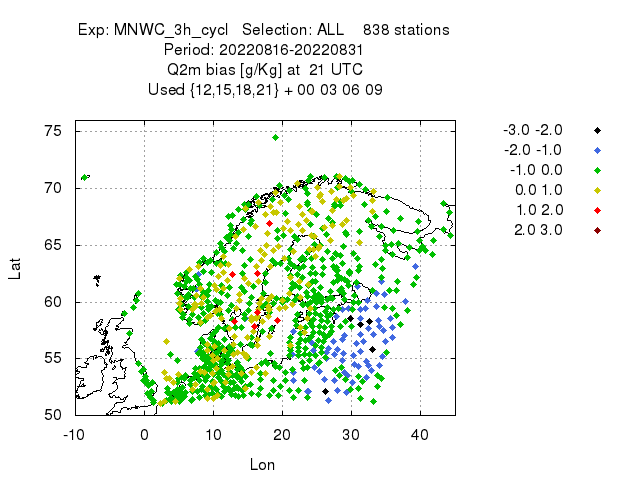 Exp: MNWC_3h_cycl   Selection: ALL    838 stations
Period: 20220816-20220831
Q2m bias [g/Kg] at  21 UTC
Used {12,15,18,21} + 00 03 06 09
75
70
65
60
55
50
-10 0 10 20 30 40
Lat
Lon
-3.0 -2.0
-2.0 -1.0
-1.0 0.0
0.0 1.0
1.0 2.0
2.0 3.0